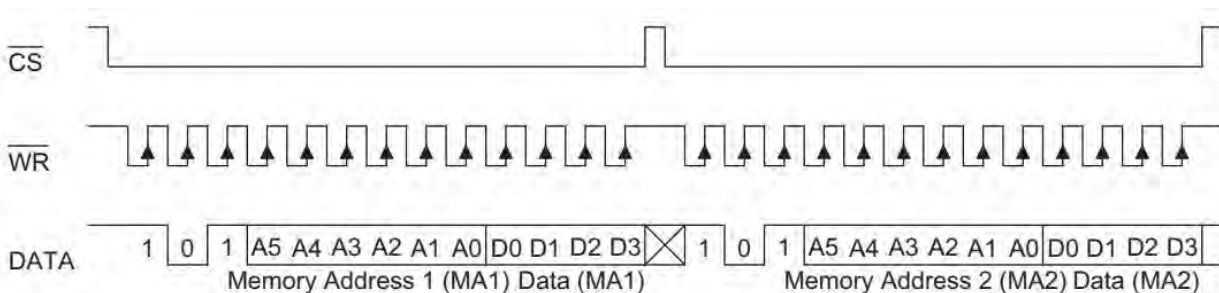 CS
WR
DATA 1 0 1 A5 A4 A3 A2 A1 A0 D0 D1 D2 D3 1 0 1 A5 A4 A3 A2 A1 A0 D0 D1 D2 D3
Memory Address 1 (MA1) Data (MA1) Memory Address 2 (MA2) Data (MA2)